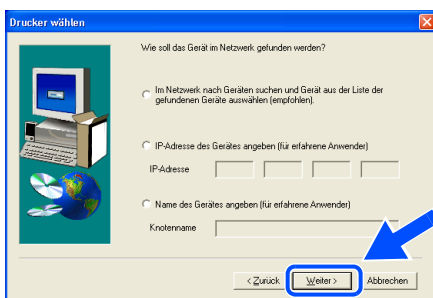 Drucker wählen
Wie soll das Gerät im Netzwerk gefunden werden?
Im Netzwerk nach Geräten suchen und Gerät aus der Liste der
gefundenen Geräte auswählen (empfohlen).
IP-Adresse des Gerätes angeben (für erfahrene Anwender)
IP-Adresse
Name des Gerätes angeben (für erfahrene Anwender)
Knotenname
< Zurück Weiter > Abbrechen